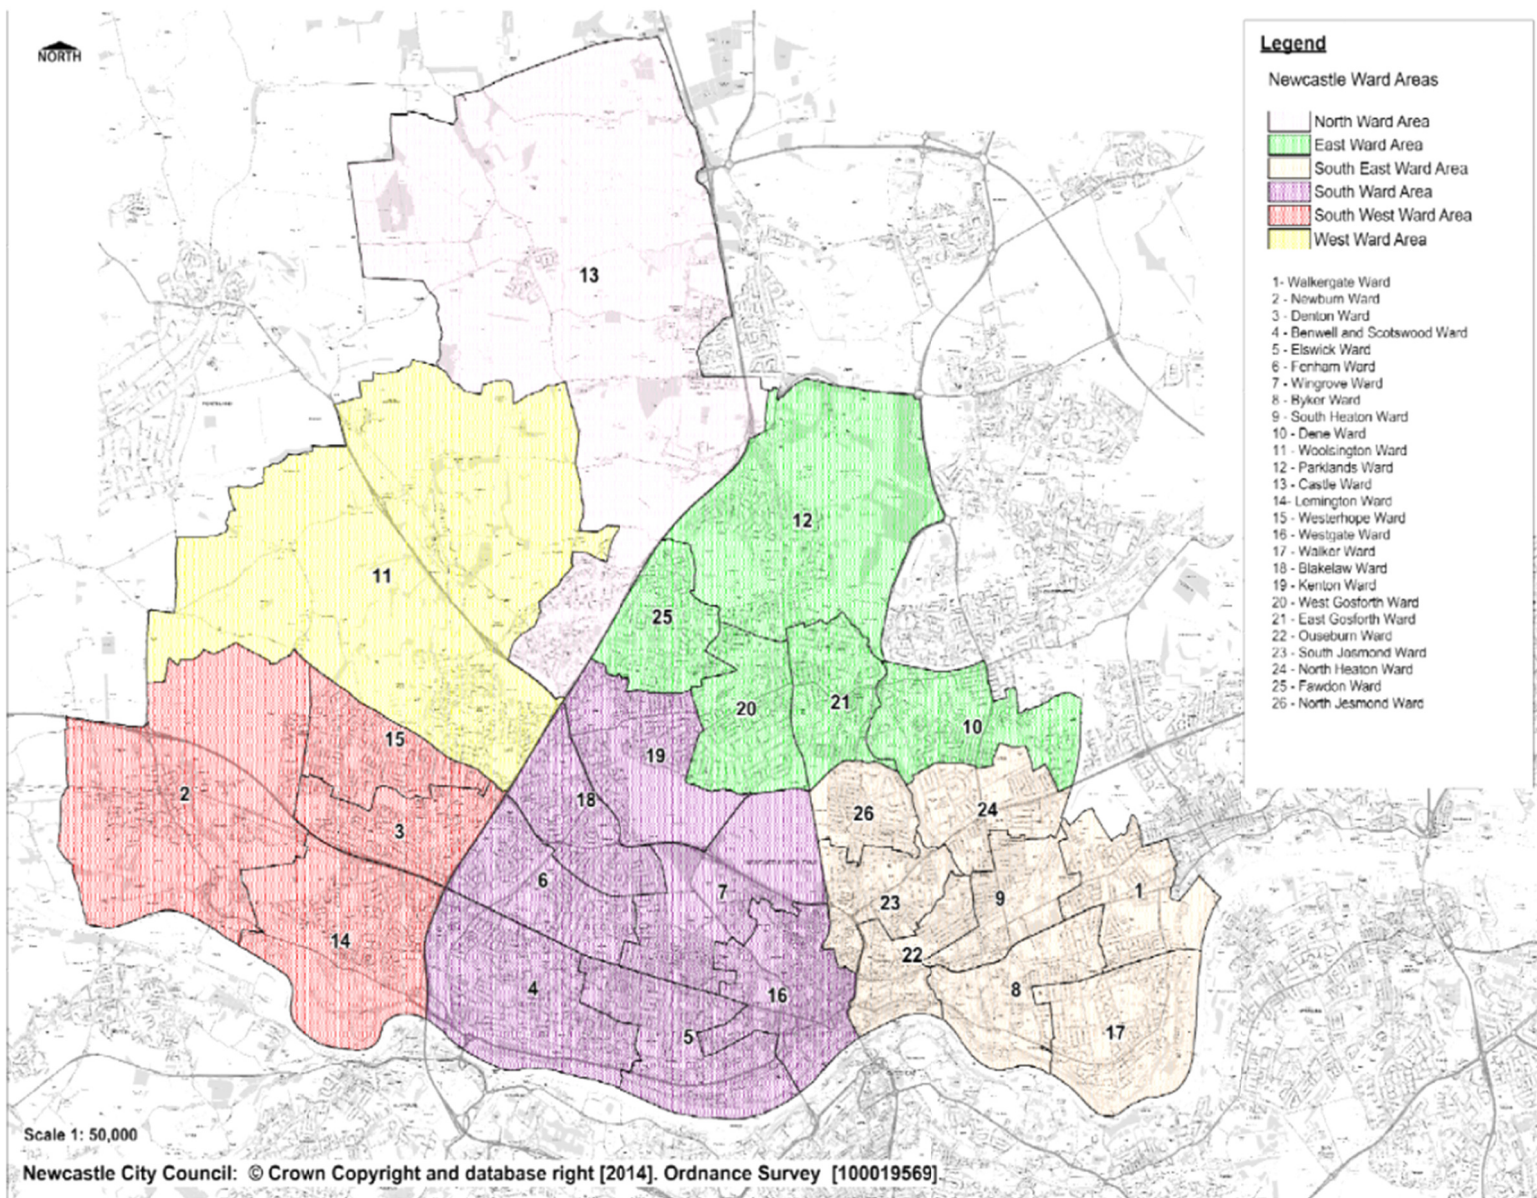 NORTH
Legend
Newcastle Ward Areas
North Ward Area
East Ward Area
South East Ward Area
South Ward Area
South West Ward Area
West Ward Area
1- Walkergate Ward
2 - Newburn Ward
3 - Denton Ward
4 - Benwell and Scotswood Ward
5 - Elswick Ward
6 - Fenham Ward
7 - Wingrove Ward
8 - Byker Ward
9 - South Heaton Ward
10 - Dene Ward
11 - Woolsington Ward
12 - Parklands Ward
13 - Castle Ward
14- Lemington Ward
15 - Westerhope Ward
16 - Westgate Ward
17 - Walker Ward
18 - Blakelaw Ward
19 - Kenton Ward
20 - West Gosforth Ward
21 - East Gosforth Ward
22 - Ouseburn Ward
23 - South Josmond Ward
24 - North Heaton Ward
25 - Fawdon Ward
26 - North Jesmond Ward
13
12
11
25
21
20
10
15
19
2
18
3
26
24
6
7
9
1
23
14
22
4
16
8
5
17
Scale 1: 50,000
Newcastle City Council: © Crown Copyright and database right [2014]. Ordnance Survey [100019569].